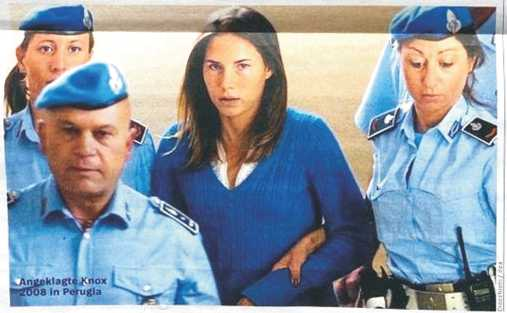 Angeklagte Knox
2008 in Perugia